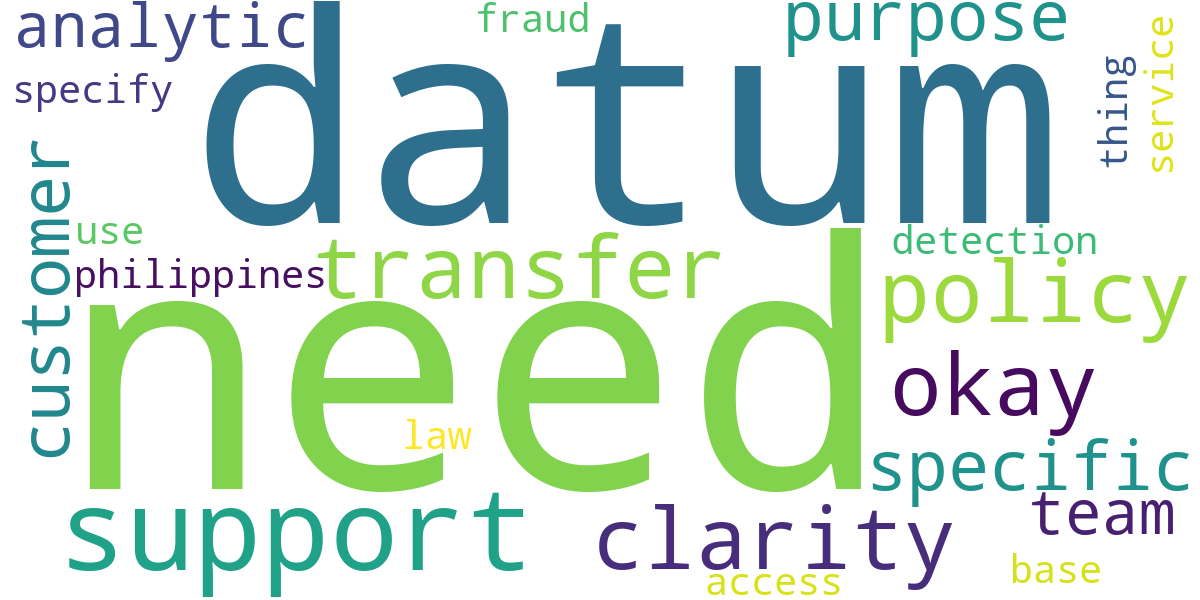 analytic
fraud
purpose
datum
specify
thing
service
customer
use
transfer
detection
philippines
policy
need
okay
law
specific
support
clarity
team
access
base